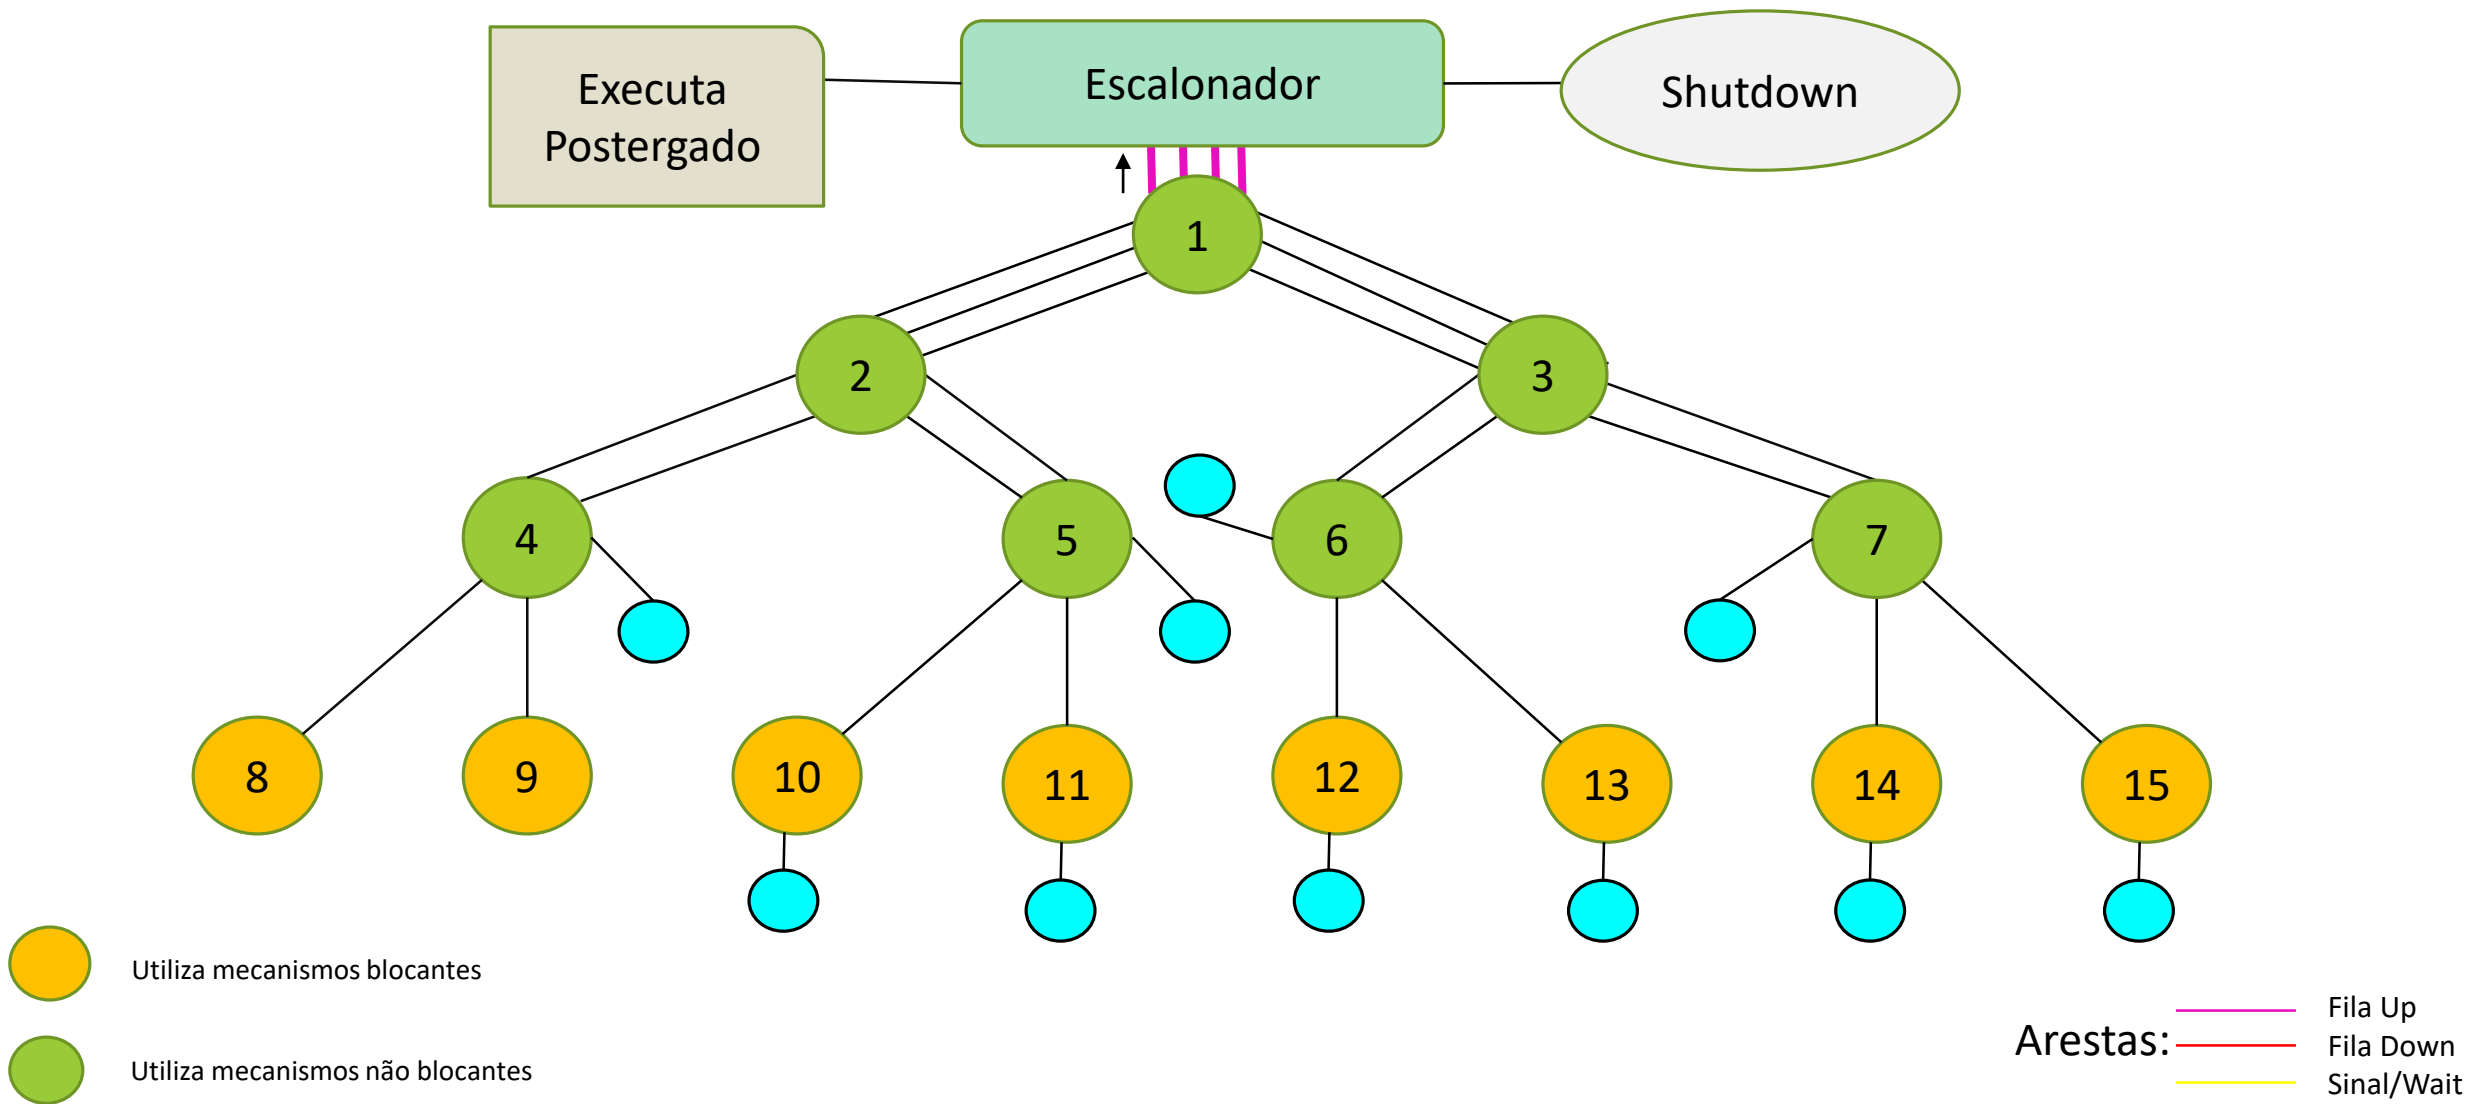 Executa
Postergado
Escalonador
Shutdown
1
2
3
4
5
6
7
8
9
10
11
12
13
14
15
Utiliza mecanismos blocantes
Utiliza mecanismos não blocantes
Arestas:
Fila Up
Fila Down
Sinal/Wait